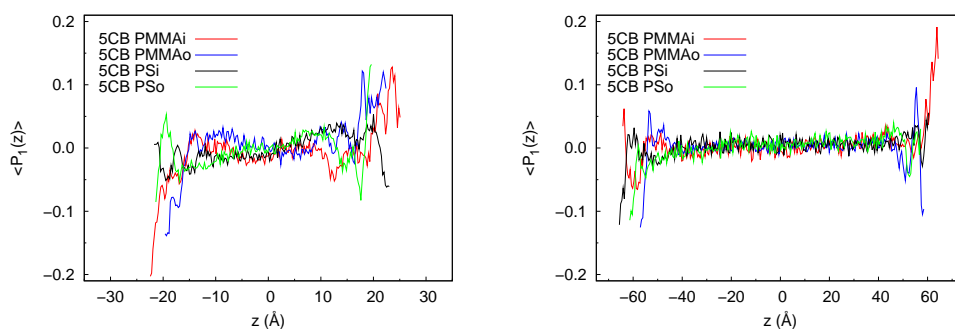 0.2
0.1
0.0
−0.1
−0.2
<P1(z)>
5CB PMMAi
5CB PMMAo
5CB PSi
5CB PSo
−30 −20 −10 0 10 20 30
z (Å)
0.2
0.1
0.0
−0.1
−0.2
<P1(z)>
5CB PMMAi
5CB PMMAo
5CB PSi
5CB PSo
−60 −40 −20 0 20 40 60
z (Å)